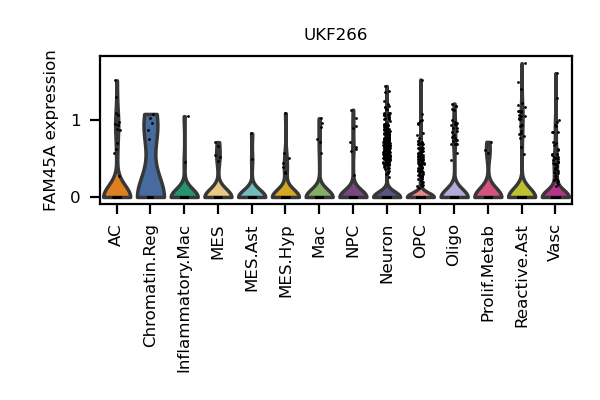 UKF266
FAM45A expression
1
0
AC
Chromatin.Reg
Inflammatory.Mac
MES
MES.Ast
MES.Hyp
Mac
NPC
Neuron
OPC
Oligo
Prolif.Metab
Reactive.Ast
Vasc